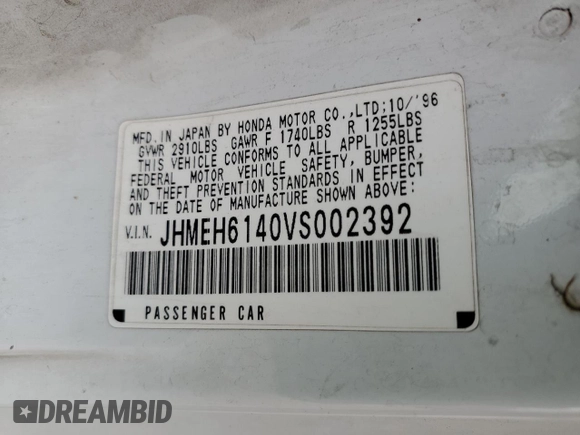 MFD. IN JAPAN BY HONDA MOTOR CO., LTD; 10/'96
GVWR 2910LBS GAWR F 1740LBS R 1255LBS
THIS VEHICLE CONFORMS TO ALL APPLICABLE
FEDERAL MOTOR VEHICLE SAFETY, BUMPER,
AND THEFT PREVENTION STANDARDS IN EFFECT
ON THE DATE OF MANUFACTURE SHOWN ABOVE:
V.I.N. JHMEH6140VS002392
PASSENGER CAR
DREAMBID